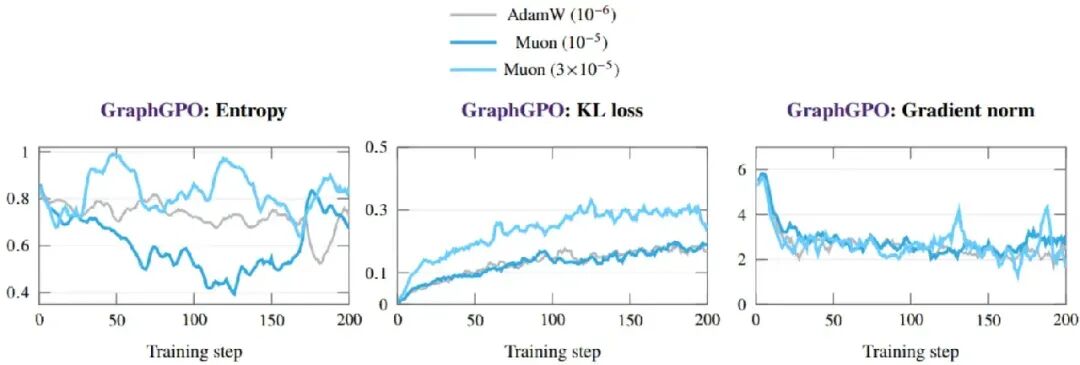 AdamW (10⁻⁶)
Muon (10⁻⁵)
Muon (3×10⁻⁵)
GraphGPO: Entropy
1
0.8
0.6
0.4
0 50 100 150 200
Training step
GraphGPO: KL loss
0.5
0.3
0.1
0
0 50 100 150 200
Training step
GraphGPO: Gradient norm
6
4
2
0
0 50 100 150 200
Training step